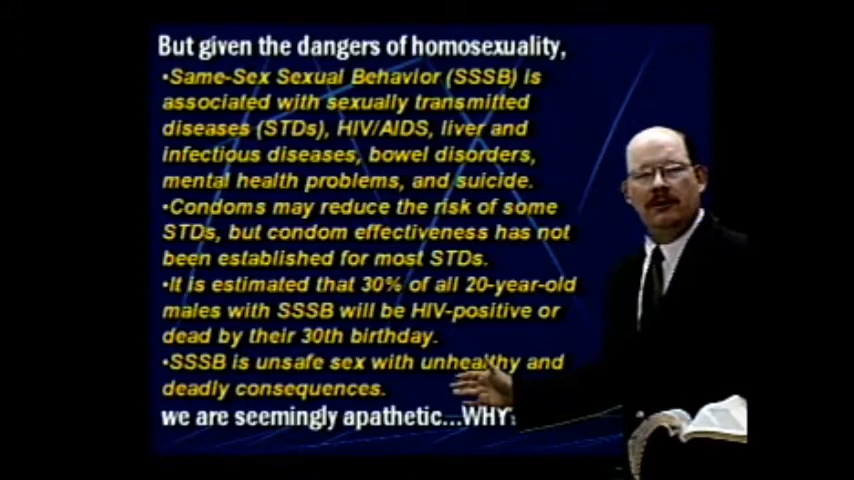 But given the dangers of homosexuality,
•Same-Sex Sexual Behavior (SSSB) is
associated with sexually transmitted
diseases (STDs), HIV/AIDS, liver and
infectious diseases, bowel disorders,
mental health problems, and suicide.
•Condoms may reduce the risk of some
STDs, but condom effectiveness has not
been established for most STDs.
•It is estimated that 30% of all 20-year-old
males with SSSB will be HIV-positive or
dead by their 30th birthday.
•SSSB is unsafe sex with unhealthy and
deadly consequences.
we are seemingly apathetic...WHY?